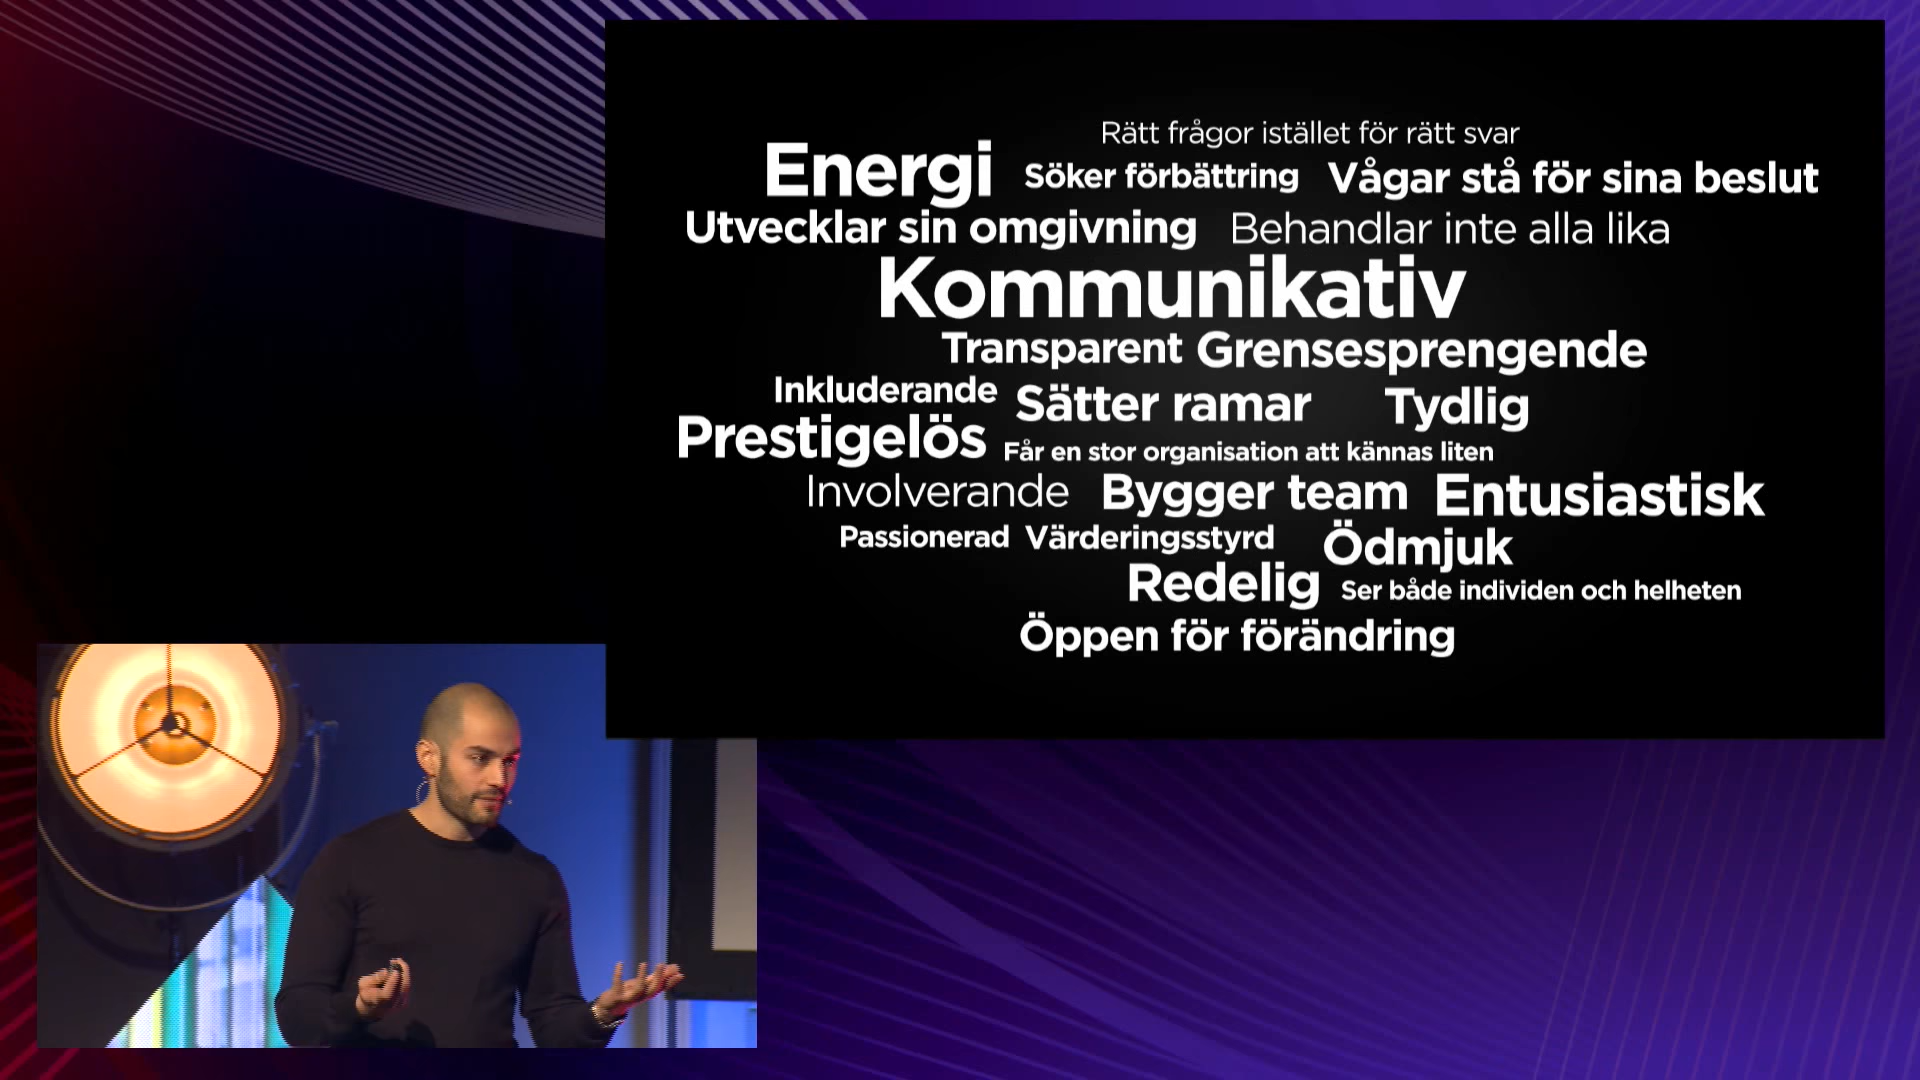 Rätt frågor istället för rätt svar
Energi Söker förbättring Vågar stå för sina beslut
Utvecklar sin omgivning Behandlar inte alla lika
Kommunikativ
Transparent Grensesprengende
Inkluderande Sätter ramar Tydlig
Prestigelös Får en stor organisation att kännas liten
Involverande Bygger team Entusiastisk
Passionerad Värderingsstyrd Ödmjuk
Redelig Ser både individen och helheten
Öppen för förändring